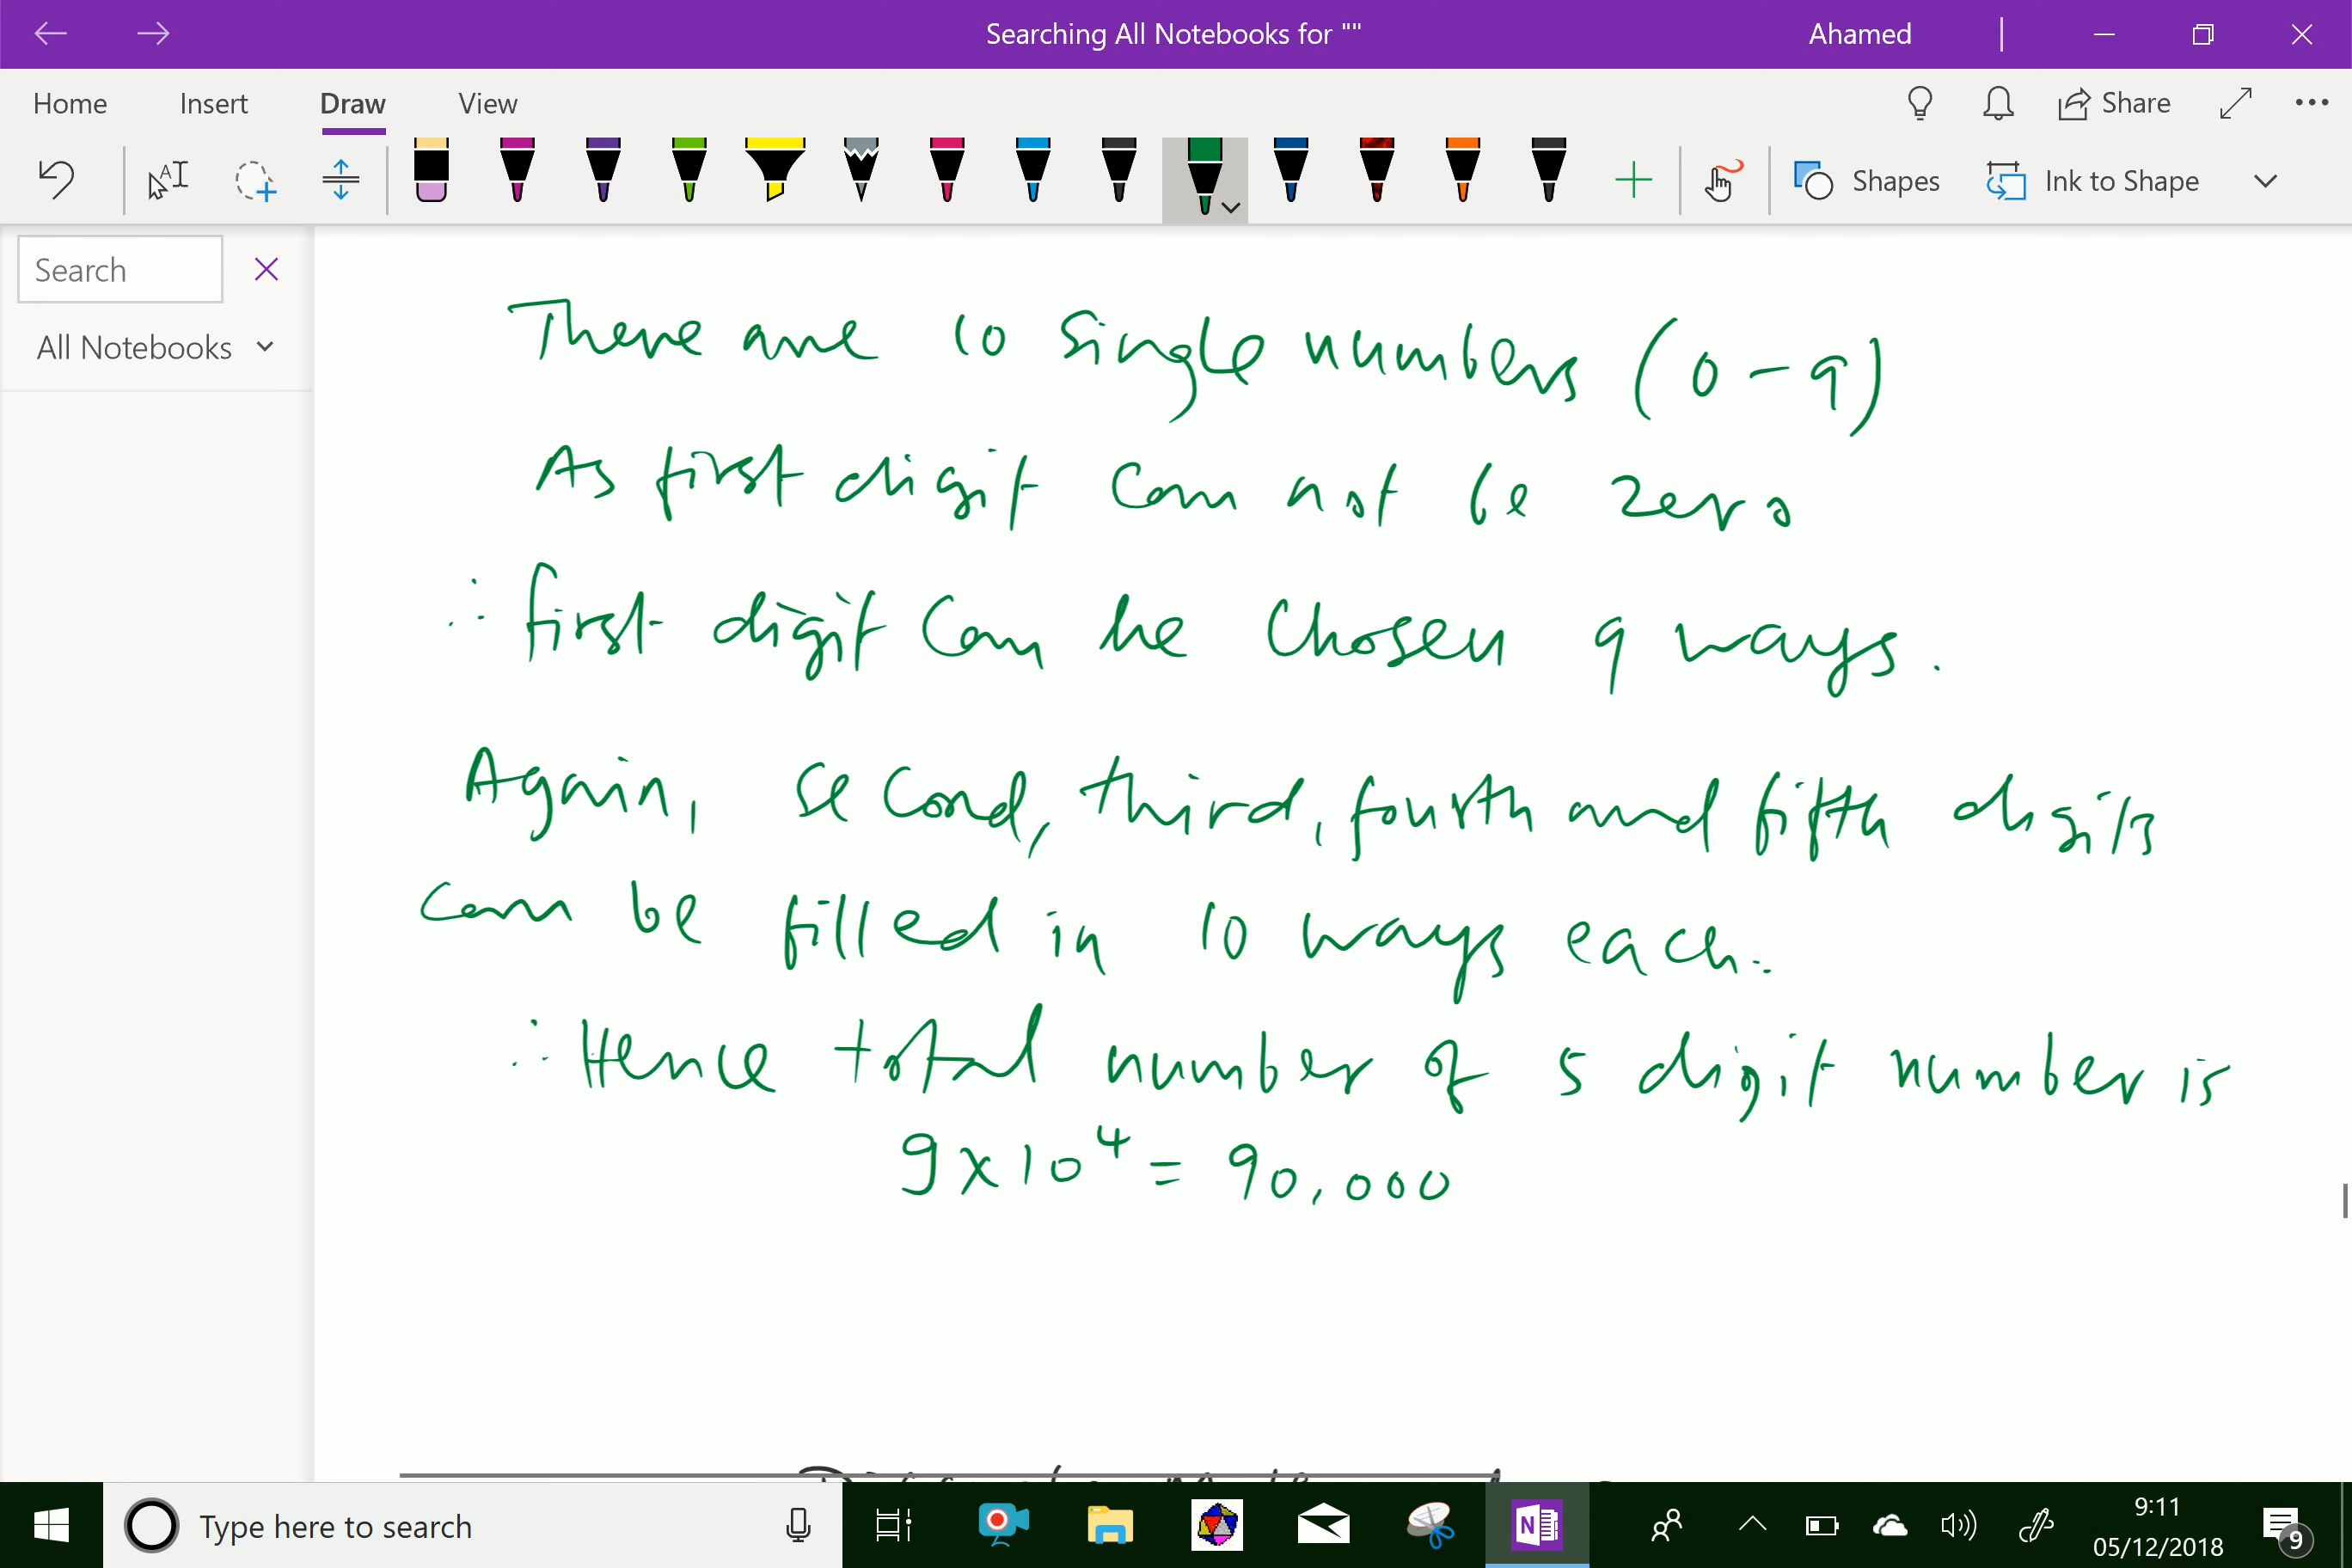 Searching All Notebooks for ""
Ahamed
Home Insert Draw View
Share
Shapes
Ink to Shape
Search
All Notebooks
There are 10 single numbers (0-9)
As first digit can not be zero
∴ first digit can be chosen 9 ways.
Again, second, third, fourth and fifth digits
can be filled in 10 ways each.
∴ Hence total number of 5 digit number is
9×10⁴ = 90,000
Type here to search
9:11
05/12/2018
9